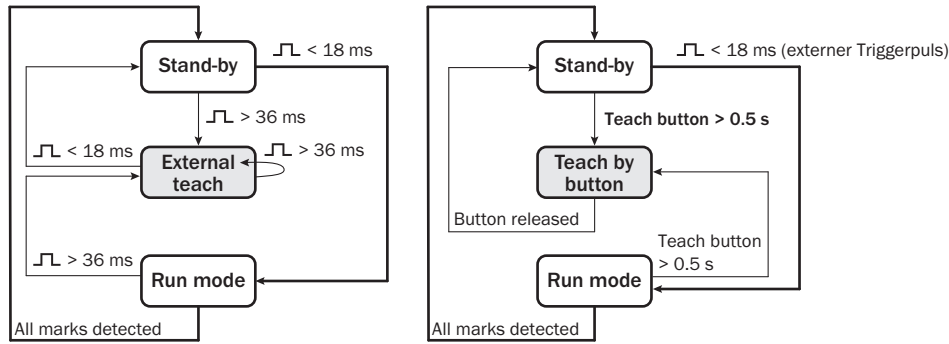 Stand-by
< 18 ms
> 36 ms
< 18 ms
> 36 ms
External
teach
> 36 ms
Run mode
All marks detected
Stand-by
< 18 ms (externer Triggerpuls)
Teach button > 0.5 s
Teach by
button
Button released
Teach button
> 0.5 s
Run mode
All marks detected